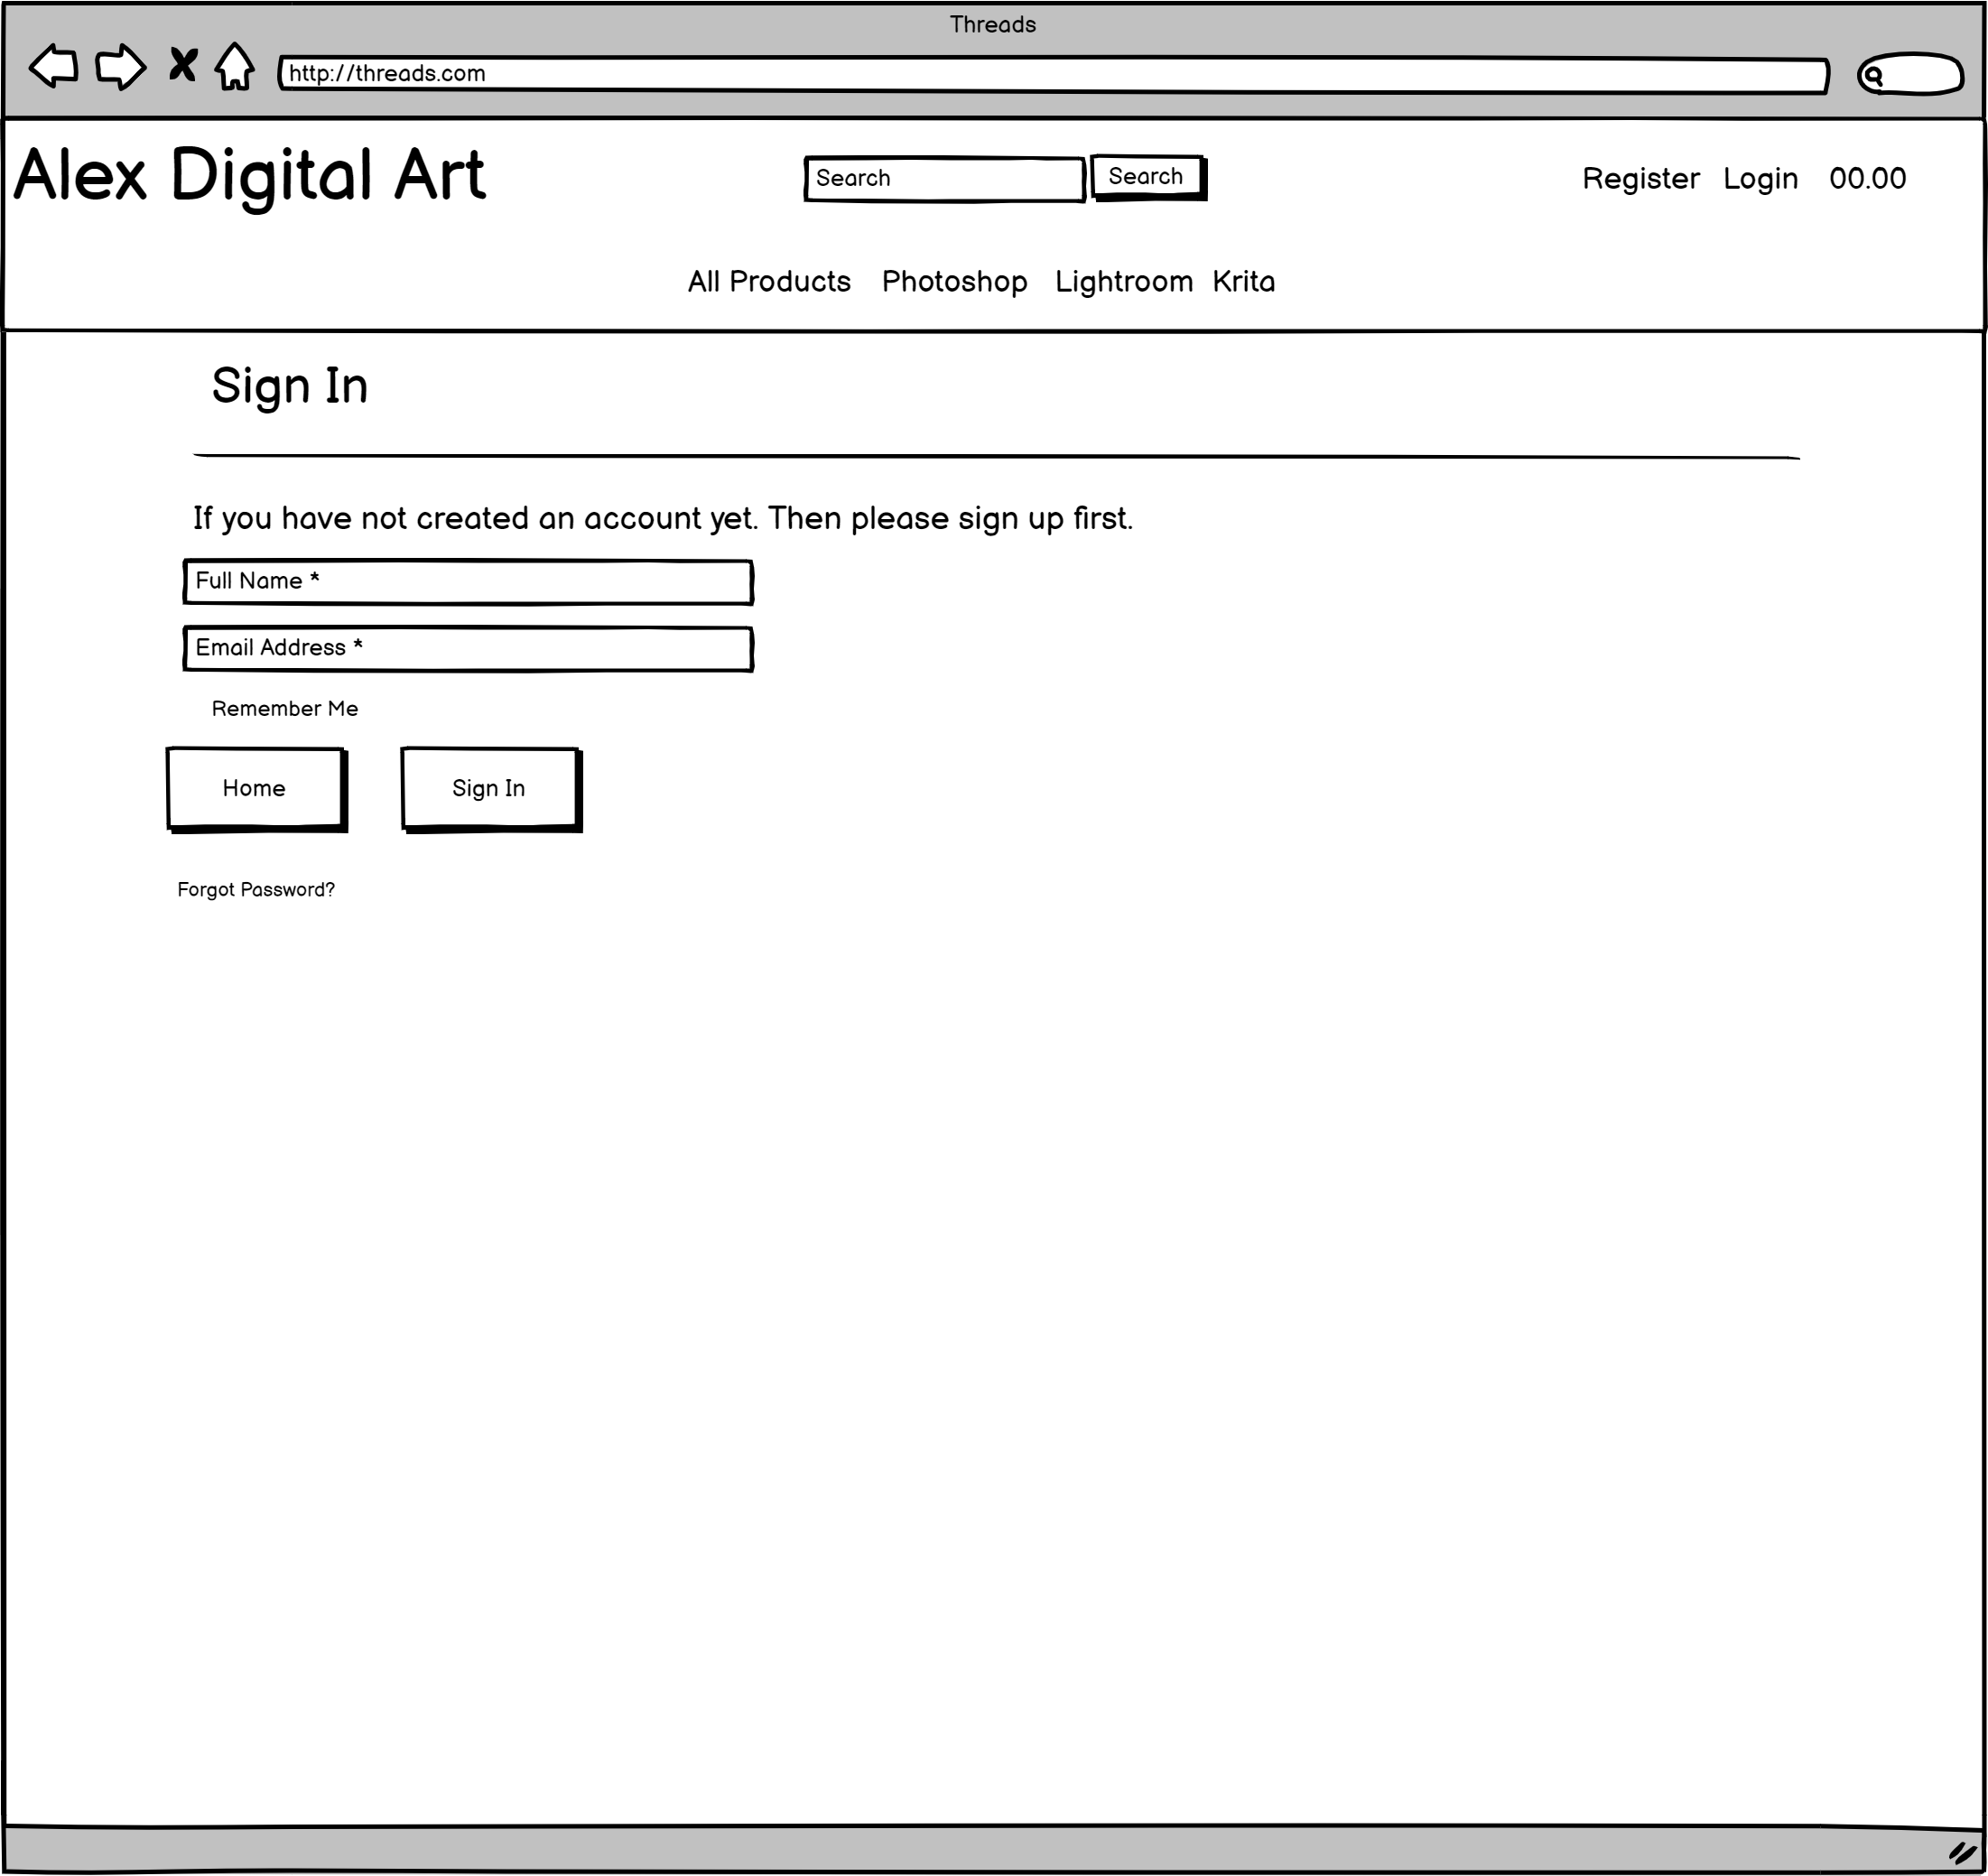 Threads
http://threads.com
Alex Digital Art
Search
Search
Register Login 00.00
All Products Photoshop Lightroom Krita
Sign In
If you have not created an account yet. Then please sign up first.
Full Name *
Email Address *
Remember Me
Home
Sign In
Forgot Password?